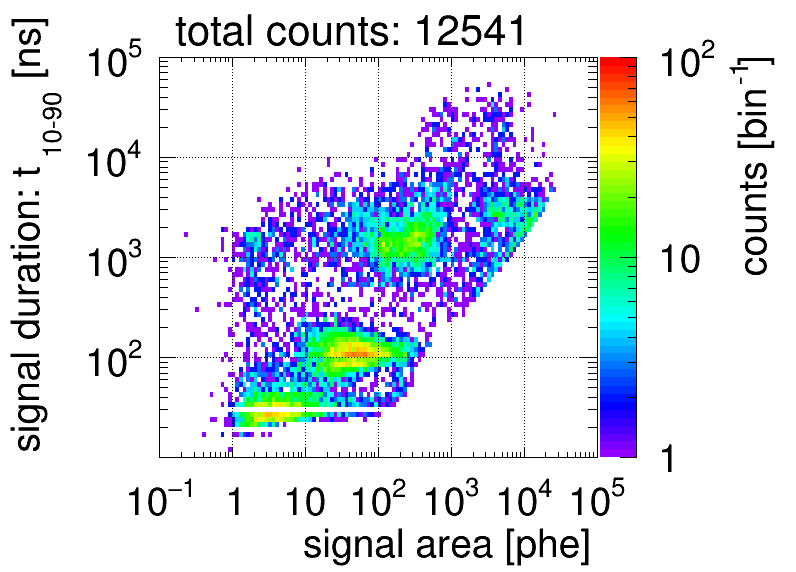 total counts: 12541
signal duration: t 10-90 [ns]
10^5
10^4
10^3
10^2
10^−1 1 10 10^2 10^3 10^4 10^5
signal area [phe]
10^2
10
1
counts [bin^-1]